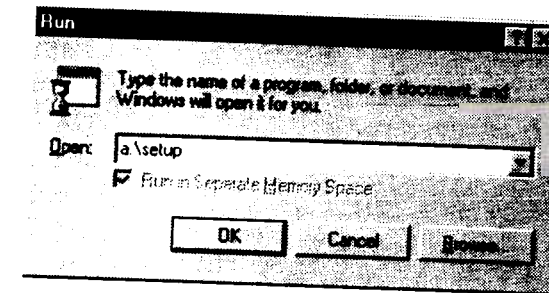 Run
Type the name of a program, folder, or document, and
Windows will open it for you.
Open: a:\setup
Run in Separate Memory Space
OK Cancel Browse...